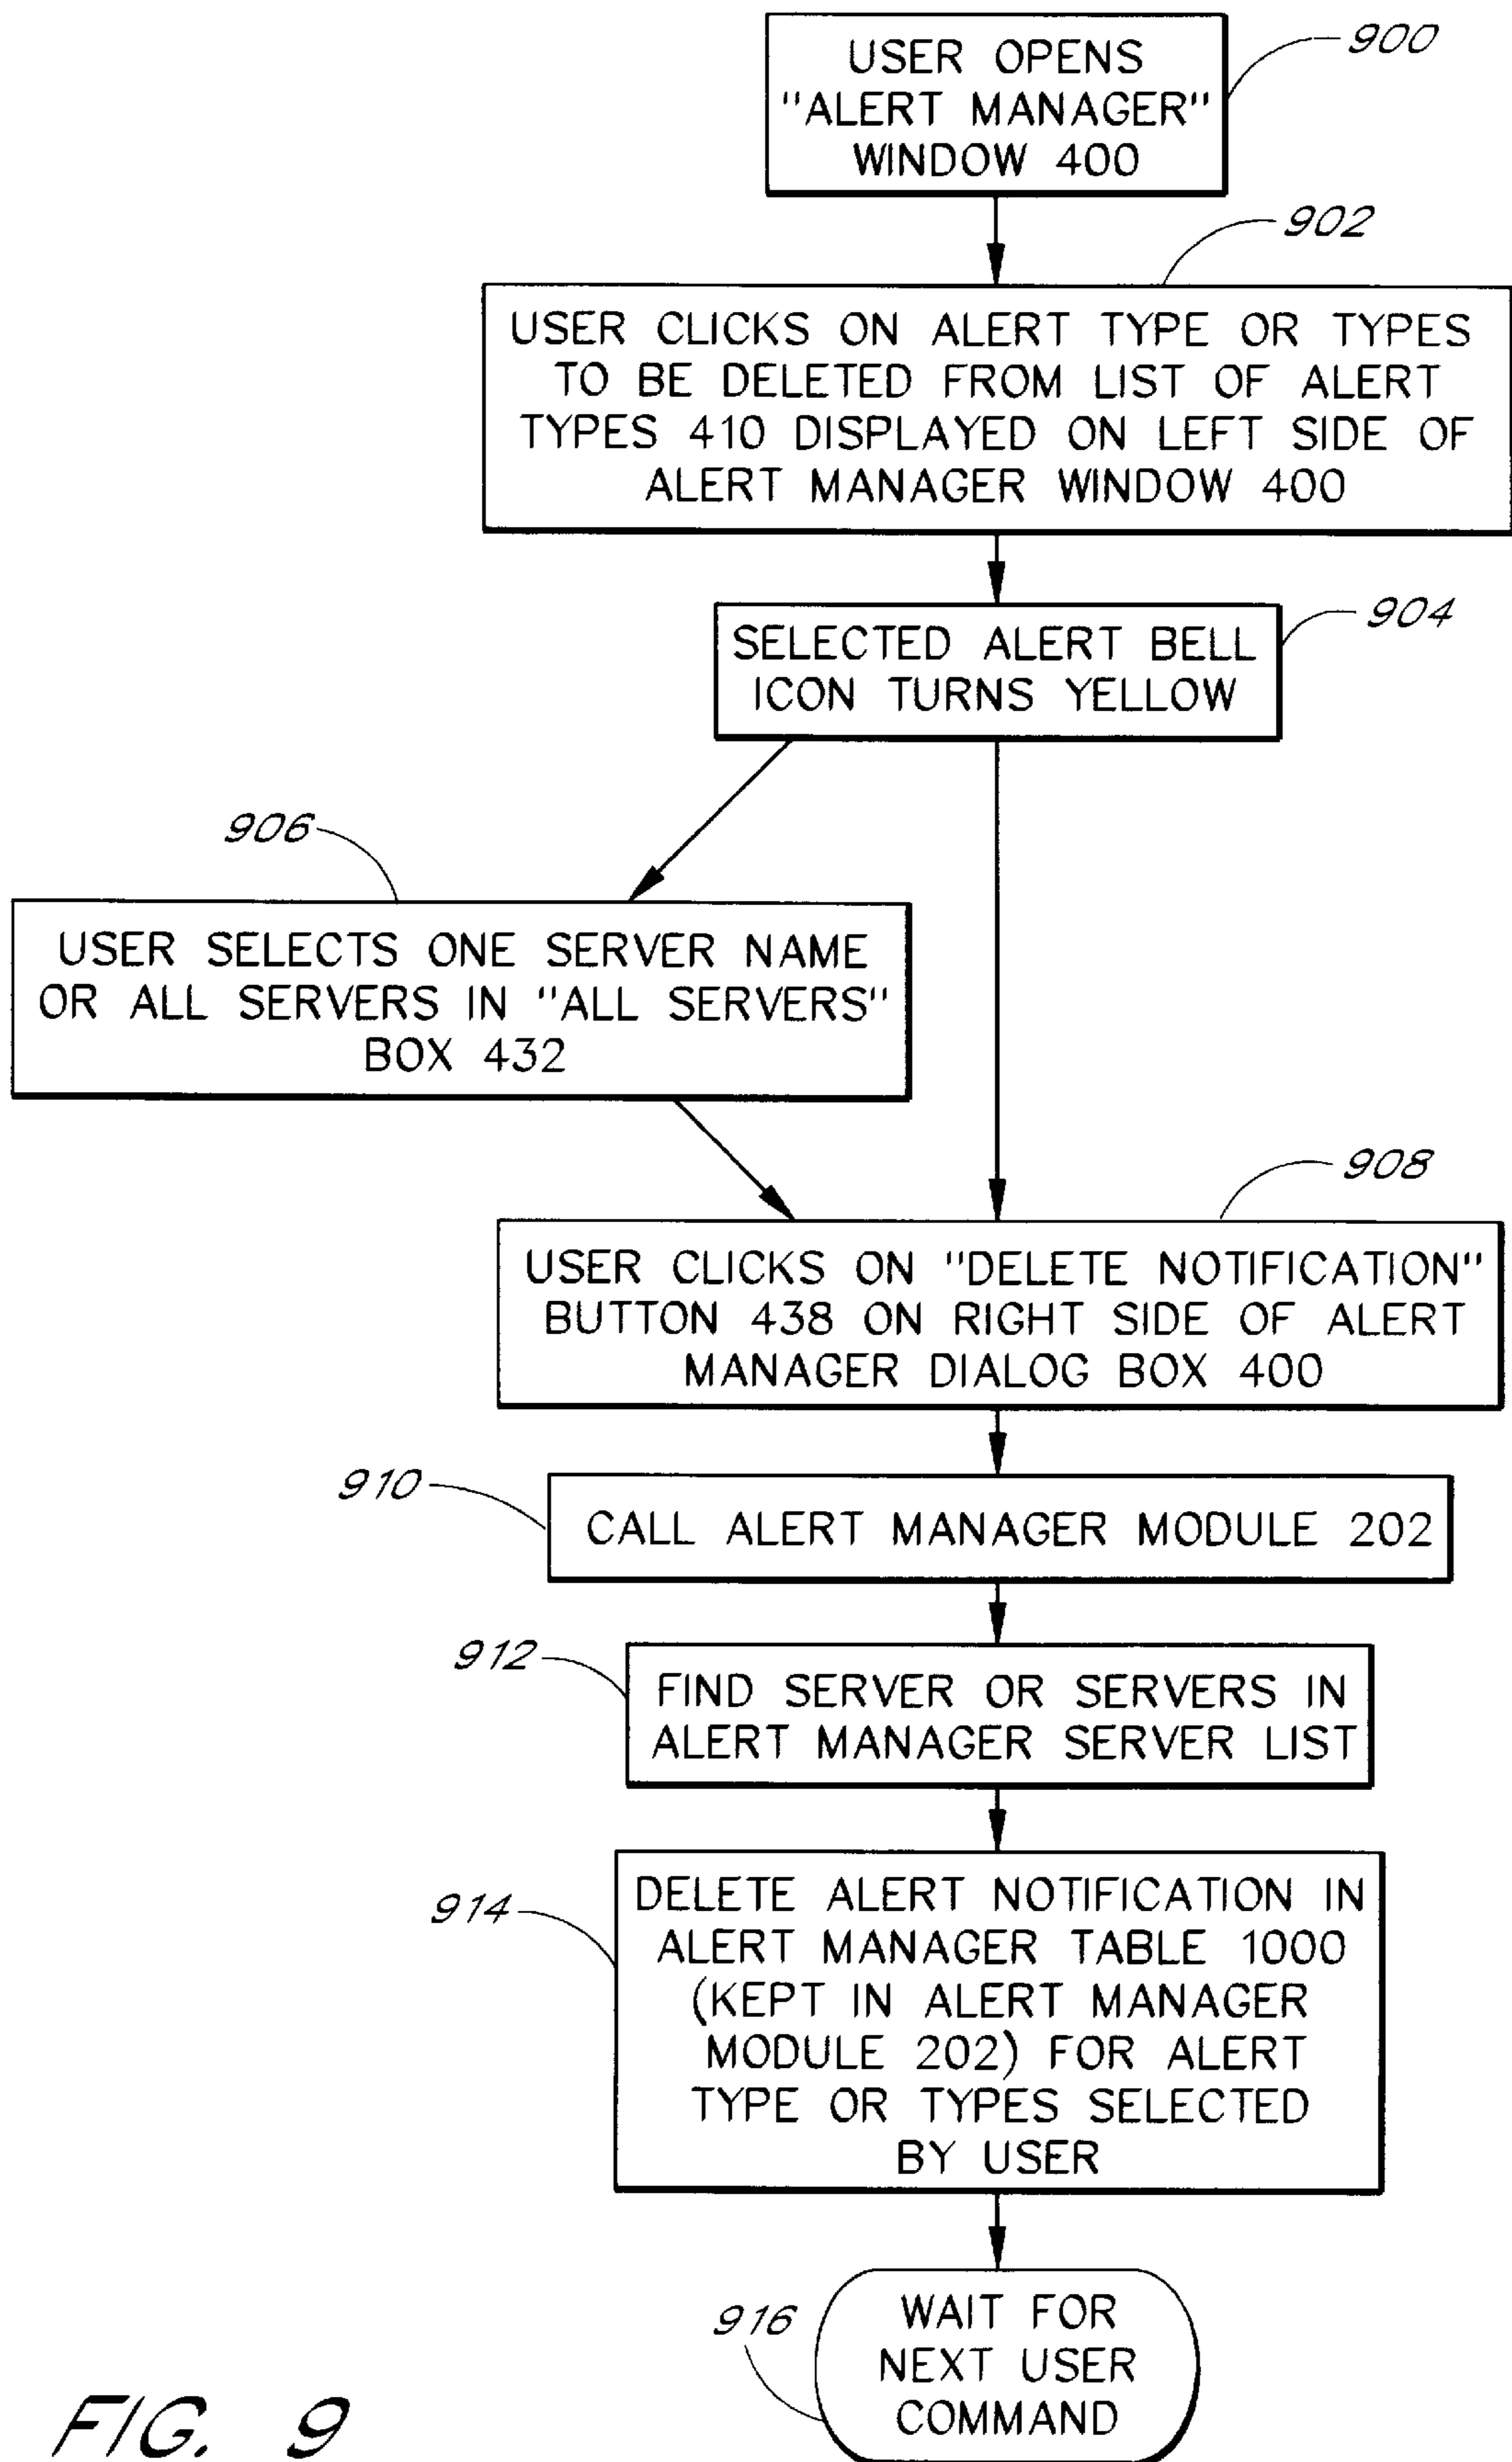 USER OPENS
"ALERT MANAGER"
WINDOW 400
900
902
USER CLICKS ON ALERT TYPE OR TYPES
TO BE DELETED FROM LIST OF ALERT
TYPES 410 DISPLAYED ON LEFT SIDE OF
ALERT MANAGER WINDOW 400
904
SELECTED ALERT BELL
ICON TURNS YELLOW
906
USER SELECTS ONE SERVER NAME
OR ALL SERVERS IN "ALL SERVERS"
BOX 432
908
USER CLICKS ON "DELETE NOTIFICATION"
BUTTON 438 ON RIGHT SIDE OF ALERT
MANAGER DIALOG BOX 400
910
CALL ALERT MANAGER MODULE 202
912
FIND SERVER OR SERVERS IN
ALERT MANAGER SERVER LIST
914
DELETE ALERT NOTIFICATION IN
ALERT MANAGER TABLE 1000
(KEPT IN ALERT MANAGER
MODULE 202) FOR ALERT
TYPE OR TYPES SELECTED
BY USER
916
WAIT FOR
NEXT USER
COMMAND
FIG. 9